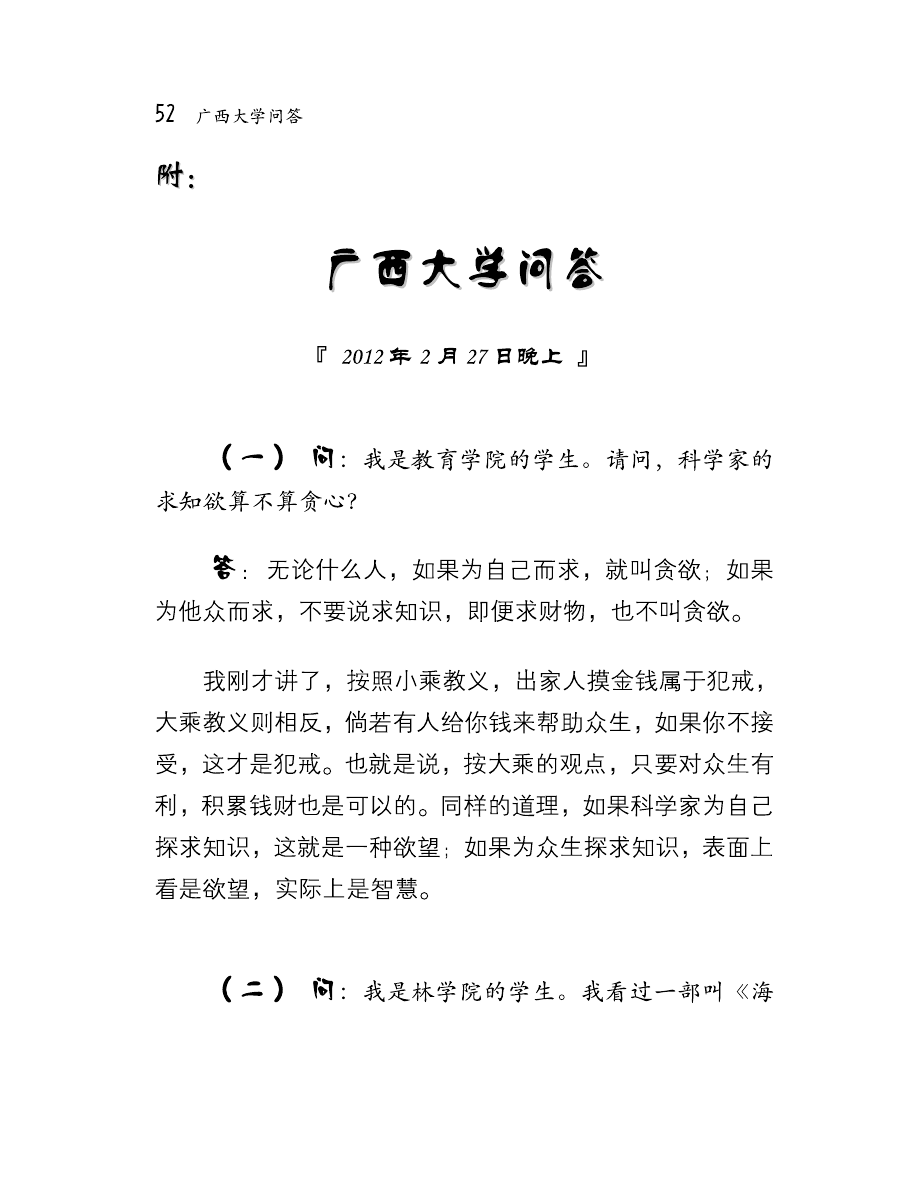 52 广西大学问答
附：
广西大学问答
『 2012年2月27日晚上 』
（一） 问：我是教育学院的学生。请问，科学家的
求知欲算不算贪心？
答：无论什么人，如果为自己而求，就叫贪欲；如果
为他众而求，不要说求知识，即便求财物，也不叫贪欲。
我刚才讲了，按照小乘教义，出家人摸金钱属于犯戒，
大乘教义则相反，倘若有人给你钱来帮助众生，如果你不接
受，这才是犯戒。也就是说，按大乘的观点，只要对众生有
利，积累钱财也是可以的。同样的道理，如果科学家为自己
探求知识，这就是一种欲望；如果为众生探求知识，表面上
看是欲望，实际上是智慧。
（二） 问：我是林学院的学生。我看过一部叫《海